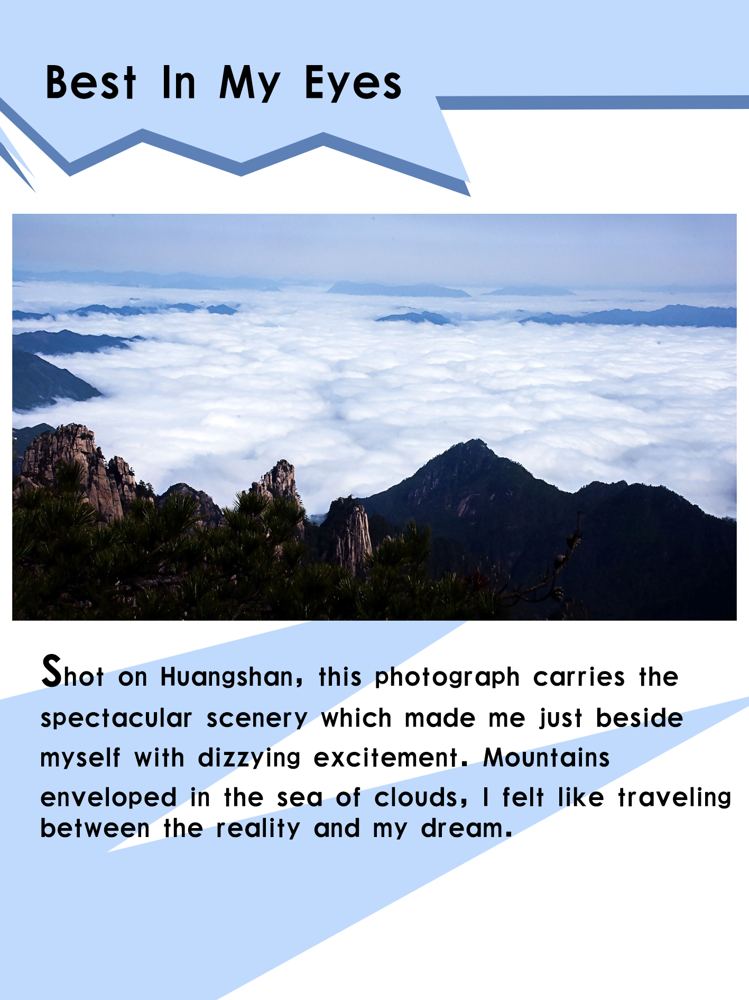 Best In My Eyes
Shot on Huangshan, this photograph carries the
spectacular scenery which made me just beside
myself with dizzying excitement. Mountains
enveloped in the sea of clouds, I felt like traveling
between the reality and my dream.